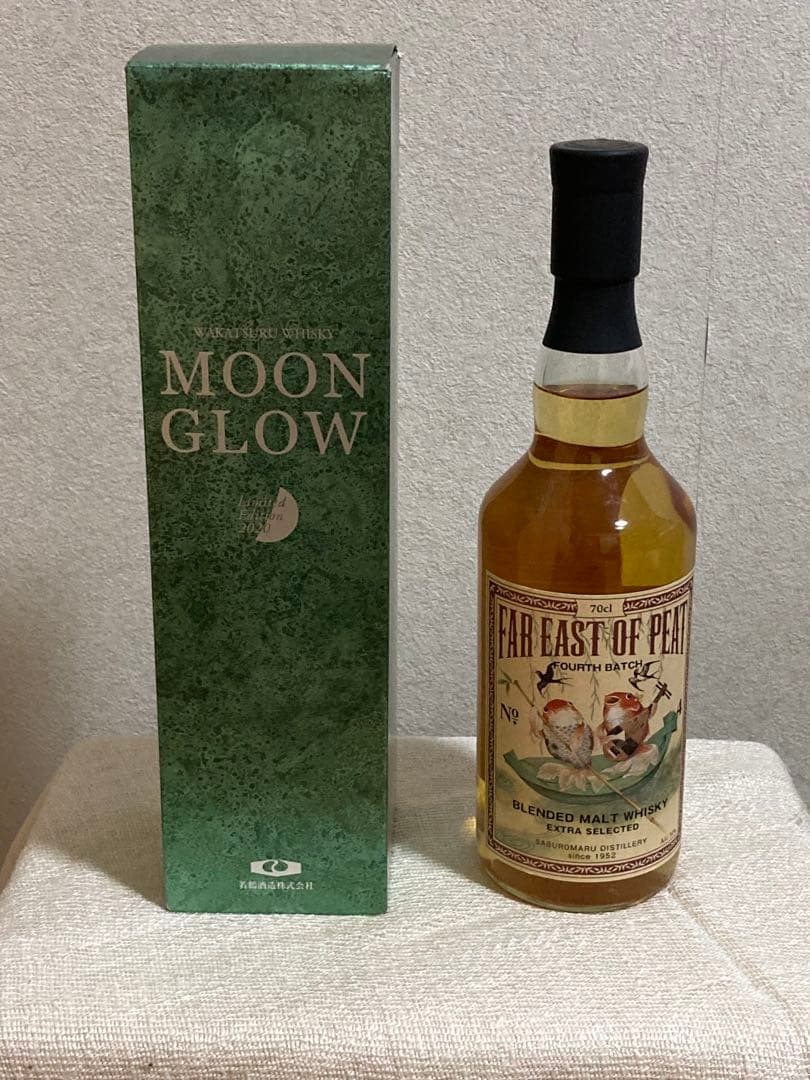 WAKATSURU WHISKY
MOON
GLOW
Limited
Edition
2020
若鶴酒造株式会社
70cl
FAR EAST OF PEAT
FOURTH BATCH
No. 4
BLENDED MALT WHISKY
EXTRA SELECTED
SABUROMARU DISTILLERY
since 1952